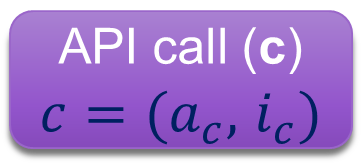 API call (c)
c = (a_c, i_c)